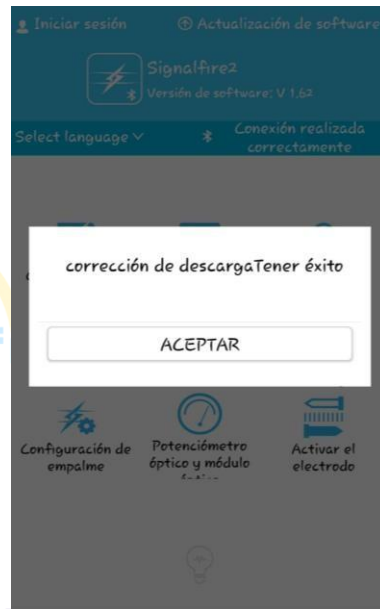 Iniciar sesión
Actualización de software
Signalfire2
Versión de software: V 1.62
Select language
Conexión realizada
correctamente
corrección de descargaTener éxito
ACEPTAR
Configuración de
empalme
Potenciómetro
óptico y módulo
Activar el
electrodo